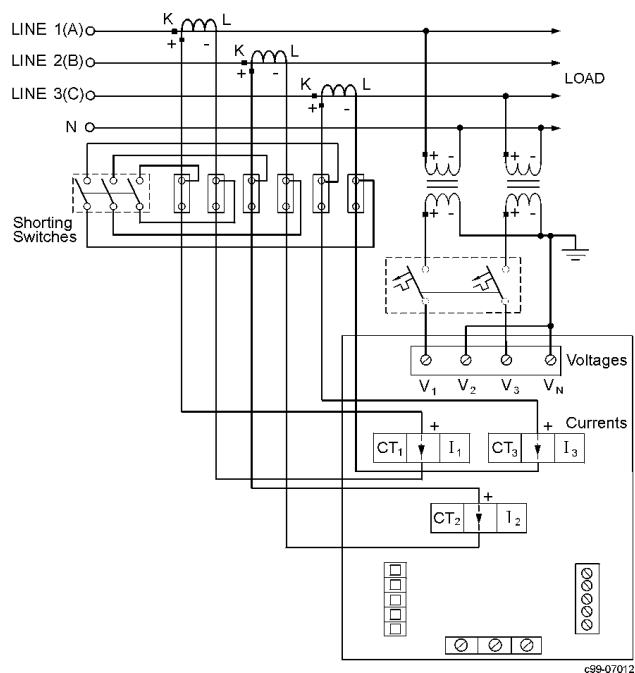 K L
LINE 1(A)
+ -
K L
LINE 2(B)
+ -
K L
LINE 3(C)
+ -
LOAD
N
+ - + -
+ - + -
Shorting
Switches
Voltages
V1 V2 V3 VN
Currents
+ +
CT1 I1 CT3 I3
+
CT2 I2
c99-07012